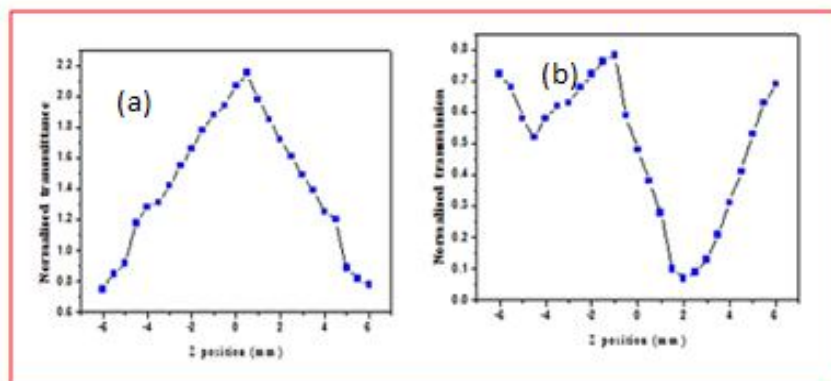 (a)
Normalised transmittance
2.2
2.0
1.8
1.6
1.4
1.2
1.0
0.8
0.6
-6 -4 -2 0 2 4 6
Z position (mm)
(b)
Normalised transmission
0.8
0.7
0.6
0.5
0.4
0.3
0.2
0.1
0.0
-6 -4 -2 0 2 4 6
Z position (mm)